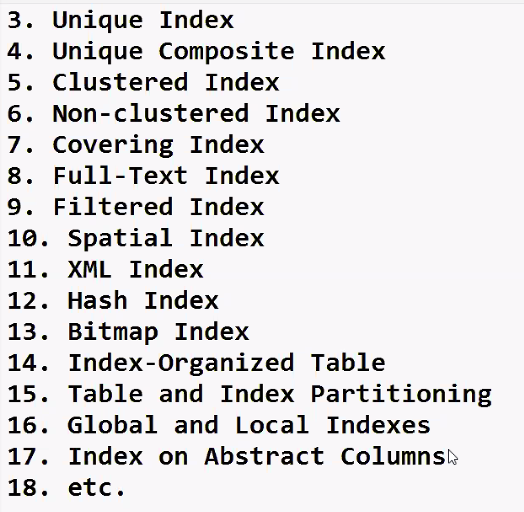 3. Unique Index
4. Unique Composite Index
5. Clustered Index
6. Non-clustered Index
7. Covering Index
8. Full-Text Index
9. Filtered Index
10. Spatial Index
11. XML Index
12. Hash Index
13. Bitmap Index
14. Index-Organized Table
15. Table and Index Partitioning
16. Global and Local Indexes
17. Index on Abstract Columns
18. etc.